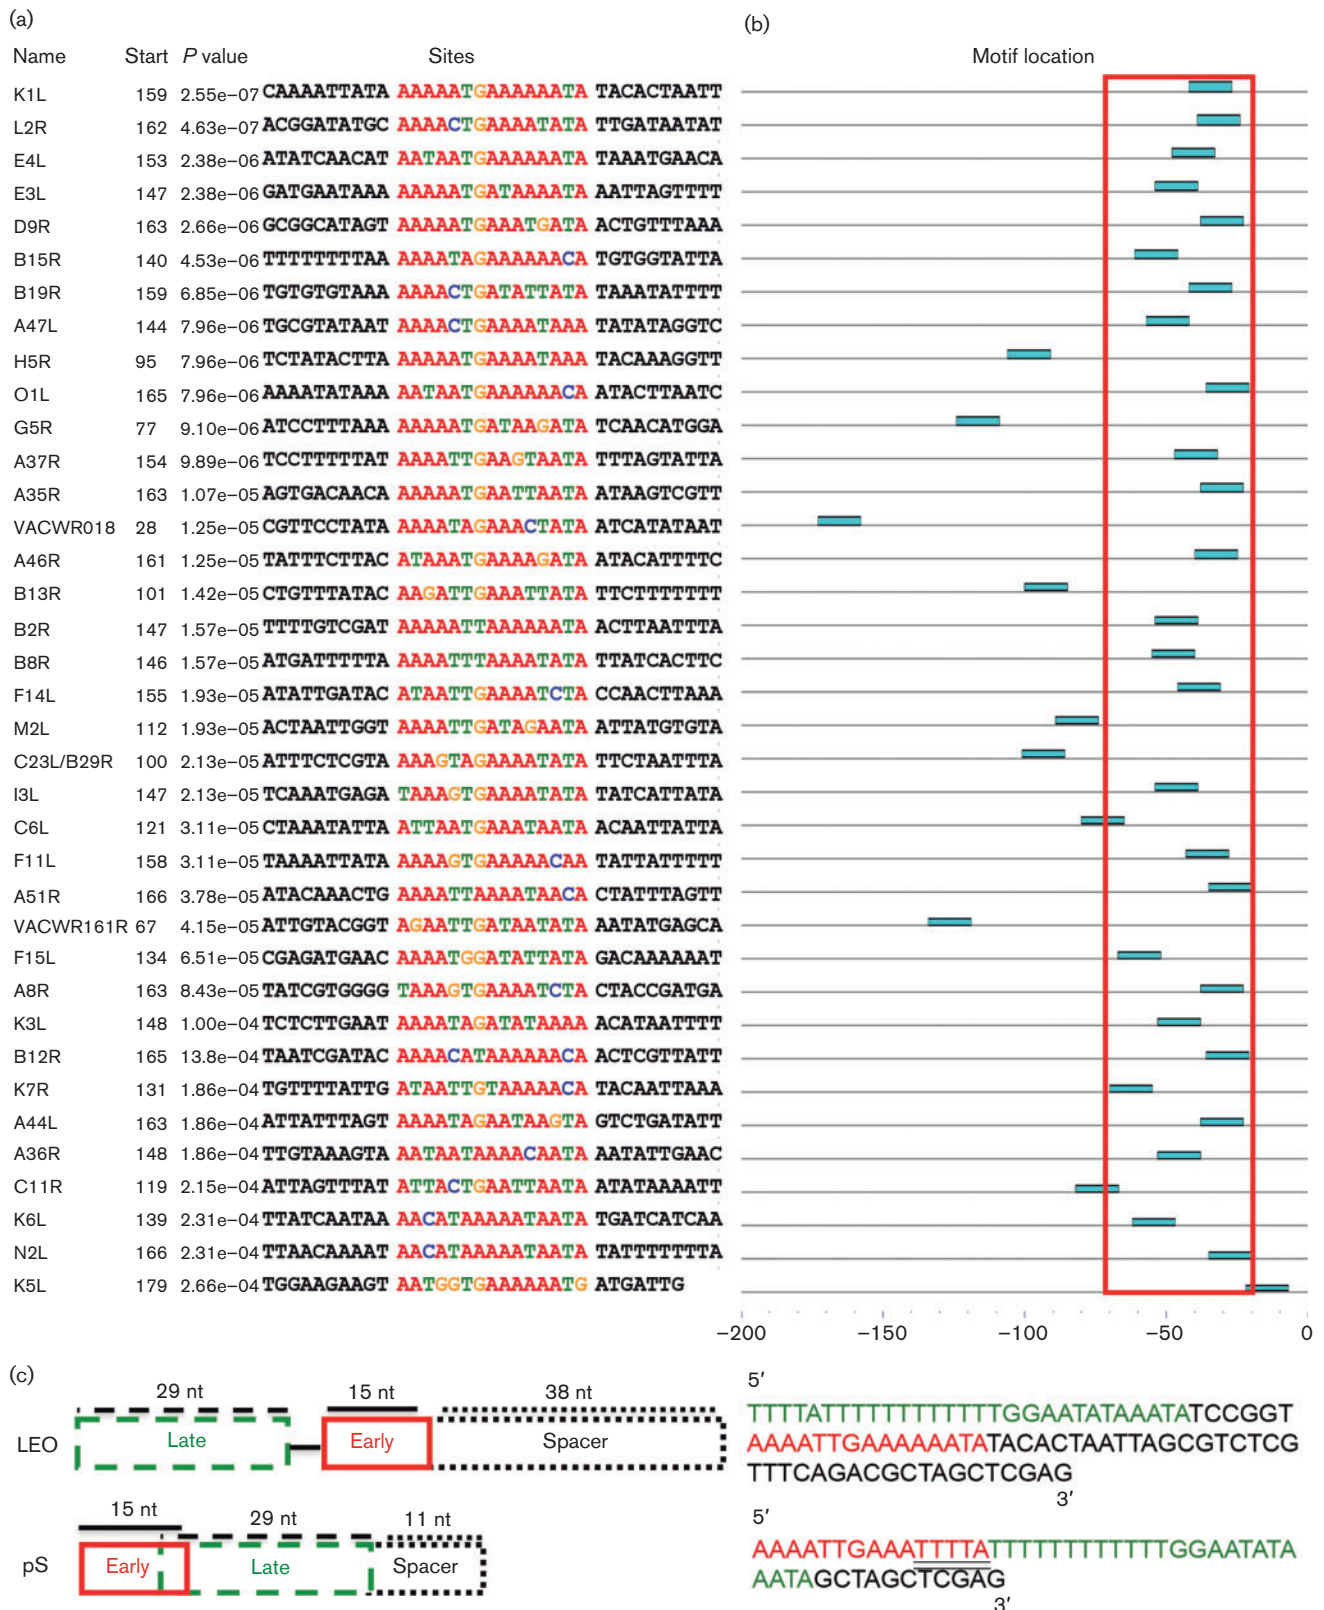 (a)
Name Start P value Sites
K1L 159 2.55e−07 CAAAATTATA AAAAATGAAAAAATA TACACTAATT
L2R 162 4.63e−07 ACGGATATGC AAAACTGAAAATATA TTGATAATAT
E4L 153 2.38e−06 ATATCAACAT AATAATGAAAAAATA TAAATGAACA
E3L 147 2.38e−06 GATGAATAAA AAAAATGATAAAATA AATTAGTTTT
D9R 163 2.66e−06 GCGGCATAGT AAAAATGAAATGATA ACTGTTTAAA
B15R 140 4.53e−06 TTTTTTTTAA AAAATAGAAAAAACA TGTGGTATTA
B19R 159 6.85e−06 TGTGTGTAAA AAAACTGATATTATA TAAATATTTT
A47L 144 7.96e−06 TGCGTATAAT AAAACTGAAAATAAA TATATAGGTC
H5R 95 7.96e−06 TCTATACTTA AAAAATGAAAATAAA TACAAAGGTT
O1L 165 7.96e−06 AAAATATAAA AATAATGAAAAAACA ATACTTAATC
G5R 77 9.10e−06 ATCCTTTAAA AAAAATGATAAGATA TCAACATGGA
A37R 154 9.89e−06 TCCTTTTTAT AAAATTGAAGTAATA TTTAGTATTA
A35R 163 1.07e−05 AGTGACAACA AAAAATGAATTAATA ATAAGTCGTT
VACWR018 28 1.25e−05 CGTTCCTATA AAAATAGAAACTATA ATCATATAAT
A46R 161 1.25e−05 TATTTCTTAC ATAAATGAAAAGATA ATACATTTTC
B13R 101 1.42e−05 CTGTTTATAC AAGATTGAAATTATA TTCTTTTTTT
B2R 147 1.57e−05 TTTTGTCGAT AAAAATTAAAAAATA ACTTAATTTA
B8R 146 1.57e−05 ATGATTTTTA AAAATTTAAAATATA TTATCACTTC
F14L 155 1.93e−05 ATATTGATAC ATAATTGAAAATCTA CCAACTTAAA
M2L 112 1.93e−05 ACTAATTGGT AAAATTGATAGAATA ATTATGTGTA
C23L/B29R 100 2.13e−05 ATTTCTCGTA AAAGTAGAAAATATA TTCTAATTTA
I3L 147 2.13e−05 TCAAATGAGA TAAAGTGAAAATATA TATCATTATA
C6L 121 3.11e−05 CTAAATATTA ATTAATGAAATAATA ACAATTATTA
F11L 158 3.11e−05 TAAAATTATA AAAAGTGAAAAACAA TATTATTTTT
A51R 166 3.78e−05 ATACAAACTG AAAATTAAAATAACA CTATTTAGTT
VACWR161R 67 4.15e−05 ATTGTACGGT AGAATTGATAATATA AATATGAGCA
F15L 134 6.51e−05 CGAGATGAAC AAAATGGATATTATA GACAAAAAAT
A8R 163 8.43e−05 TATCGTGGGG TAAAGTGAAAATCTA CTACCGATGA
K3L 148 1.00e−04 TCTCTTGAAT AAAATAGATATAAAA ACATAATTTT
B12R 165 13.8e−04 TAATCGATAC AAAACATAAAAAACA ACTCGTTATT
K7R 131 1.86e−04 TGTTTTATTG ATAATTGTAAAAACA TACAATTAAA
A44L 163 1.86e−04 ATTATTTAGT AAAATAGAATAAGTA GTCTGATATT
A36R 148 1.86e−04 TTGTAAAGTA AATAATAAAACAATA AATATTGAAC
C11R 119 2.15e−04 ATTAGTTTAT ATTACTGAATTAATA ATATAAAATT
K6L 139 2.31e−04 TTATCAATAA AACATAAAAATAATA TGATCATCAA
N2L 166 2.31e−04 TTAACAAAAT AACATAAAAATAATA TATTTTTTTA
K5L 179 2.66e−04 TGGAAGAAGT AATGGTGAAAAAATG ATGATTG
(b)
Motif location
−200 −150 −100 −50 0
(c)
29 nt 15 nt 38 nt
LEO Late Early Spacer
15 nt 29 nt 11 nt
pS Early Late Spacer
5′
TTTTATTTTTTTTTTTTGGAATATAAATATCCGGT
AAAATTGAAAAAATATACACTAATTAGCGTCTCG
TTTCAGACGCTAGCTCGAG
3′
5′
AAAATTGAAATTTTATTTTTTTTTTTTGGAATATA
AATAGCTAGCTCGAG
3′